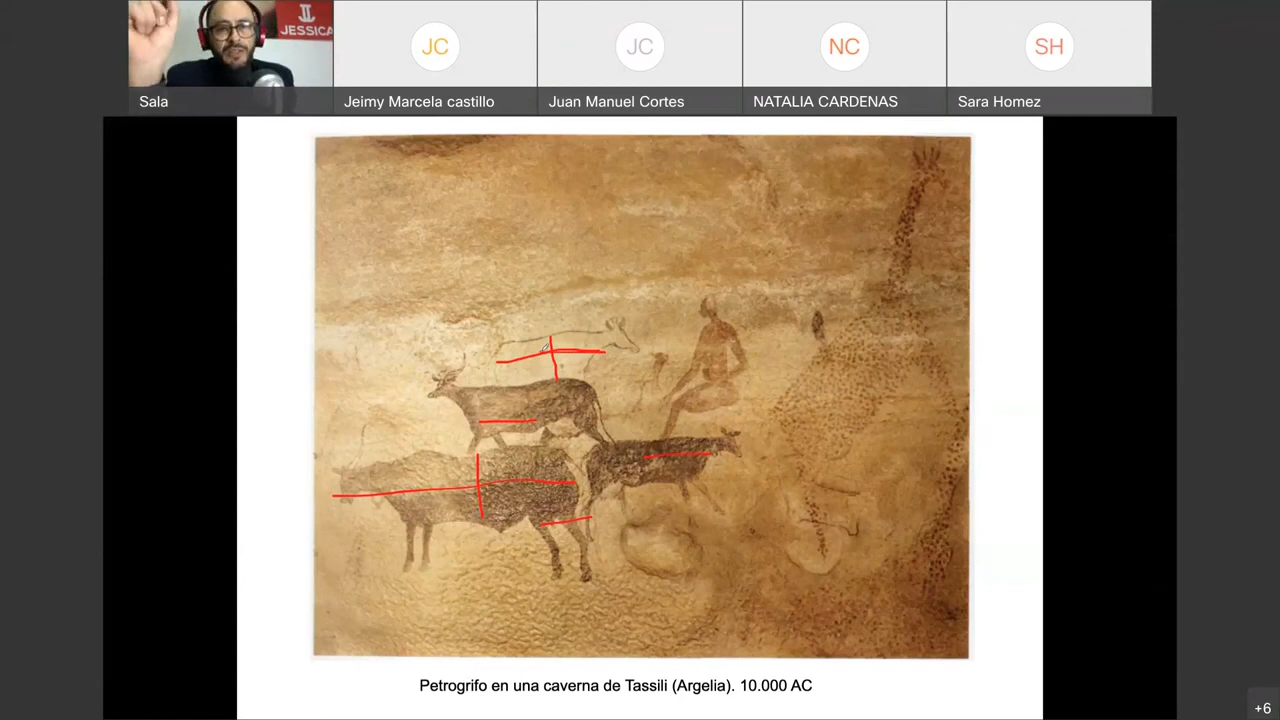 JESSICA
JC
JC
NC
SH
Sala
Jeimy Marcela castillo
Juan Manuel Cortes
NATALIA CARDENAS
Sara Homez
Petrogrifo en una caverna de Tassili (Argelia). 10.000 AC
+6